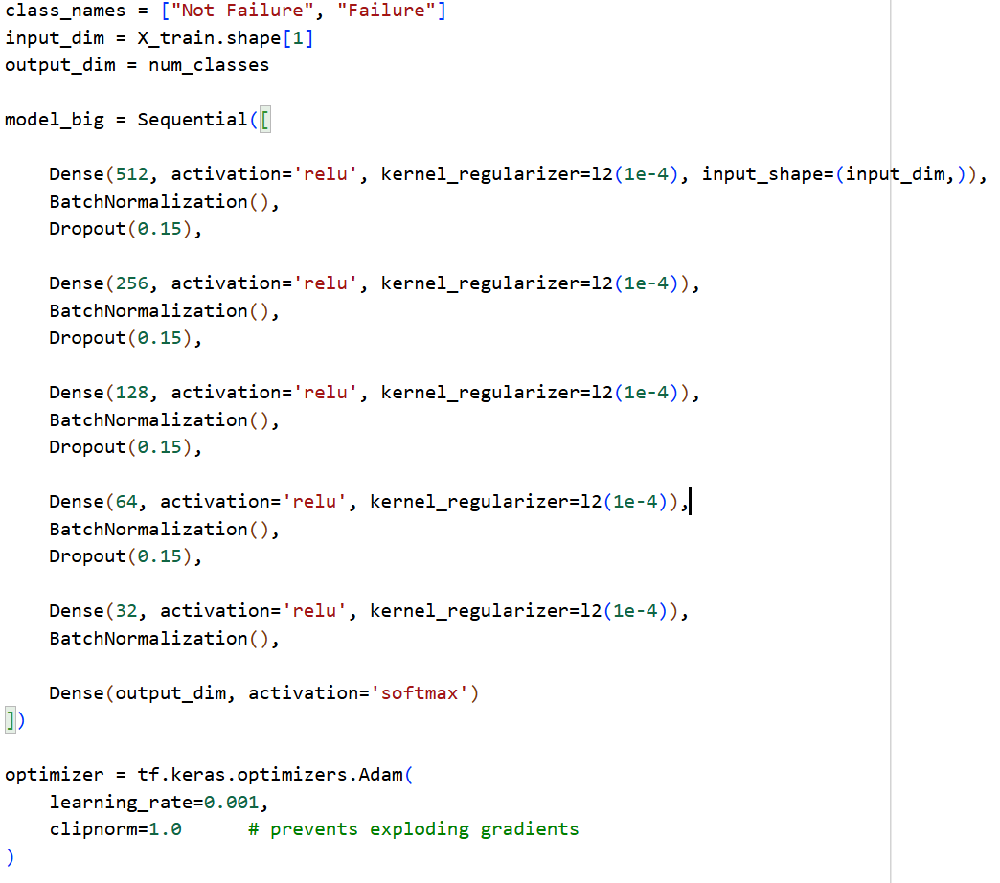 class_names = ["Not Failure", "Failure"]
input_dim = X_train.shape[1]
output_dim = num_classes
model_big = Sequential([
    Dense(512, activation='relu', kernel_regularizer=l2(1e-4), input_shape=(input_dim,)),
    BatchNormalization(),
    Dropout(0.15),
    Dense(256, activation='relu', kernel_regularizer=l2(1e-4)),
    BatchNormalization(),
    Dropout(0.15),
    Dense(128, activation='relu', kernel_regularizer=l2(1e-4)),
    BatchNormalization(),
    Dropout(0.15),
    Dense(64, activation='relu', kernel_regularizer=l2(1e-4)),
    BatchNormalization(),
    Dropout(0.15),
    Dense(32, activation='relu', kernel_regularizer=l2(1e-4)),
    BatchNormalization(),
    Dense(output_dim, activation='softmax')
])
optimizer = tf.keras.optimizers.Adam(
    learning_rate=0.001,
    clipnorm=1.0      # prevents exploding gradients
)